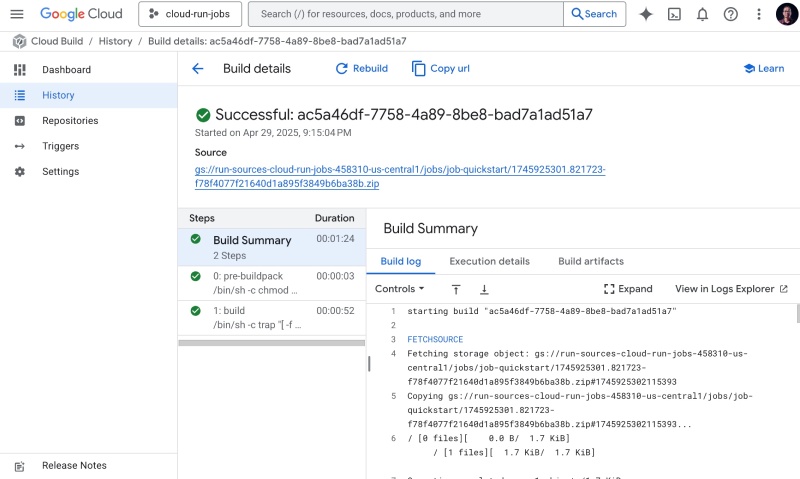 Google Cloud
cloud-run-jobs
Search (/) for resources, docs, products, and more
Search
Cloud Build / History / Build details: ac5a46df-7758-4a89-8be8-bad7a1ad51a7
Dashboard
History
Repositories
Triggers
Settings
Release Notes
Build details
Rebuild
Copy url
Learn
Successful: ac5a46df-7758-4a89-8be8-bad7a1ad51a7
Started on Apr 29, 2025, 9:15:04 PM
Source
gs://run-sources-cloud-run-jobs-458310-us-central1/jobs/job-quickstart/1745925301.821723-
f78f4077f21640d1a895f3849b6ba38b.zip
Steps Duration
Build Summary 00:01:24
2 Steps
0: pre-buildpack 00:00:03
/bin/sh -c chmod ...
1: build 00:00:52
/bin/sh -c trap "[ -f ...
Build Summary
Build log Execution details Build artifacts
Controls
Expand
View in Logs Explorer
1 starting build "ac5a46df-7758-4a89-8be8-bad7a1ad51a7"
2
3 FETCHSOURCE
4 Fetching storage object: gs://run-sources-cloud-run-jobs-458310-us-
central1/jobs/job-quickstart/1745925301.821723-
f78f4077f21640d1a895f3849b6ba38b.zip#1745925302115393
5 Copying gs://run-sources-cloud-run-jobs-458310-us-central1/jobs/job-
quickstart/1745925301.821723-
f78f4077f21640d1a895f3849b6ba38b.zip#1745925302115393...
6 / [0 files][ 0.0 B/ 1.7 KiB]
/ [1 files][ 1.7 KiB/ 1.7 KiB]